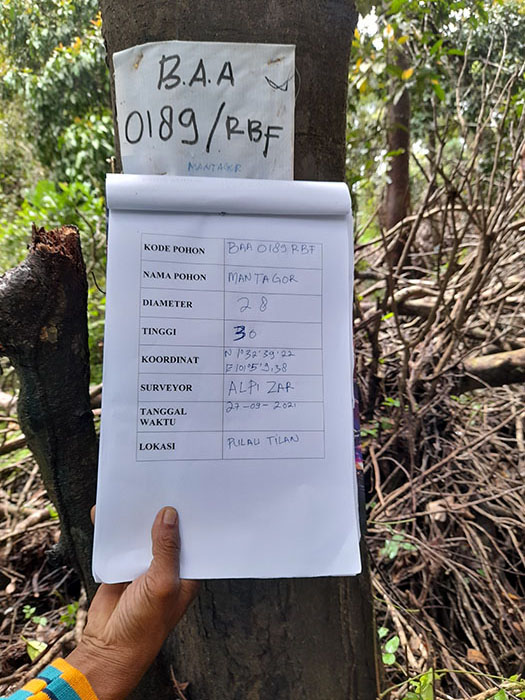 B.A.A
0189/RBF
MANTAGOR
KODE POHON BAA 0189 RBF
NAMA POHON MANTAGOR
DIAMETER 28
TINGGI 30
KOORDINAT N 1°32'39.22
E 101°5'9.38
SURVEYOR ALPI ZAR
TANGGAL WAKTU 27-09-2021
LOKASI PULAU TILAN